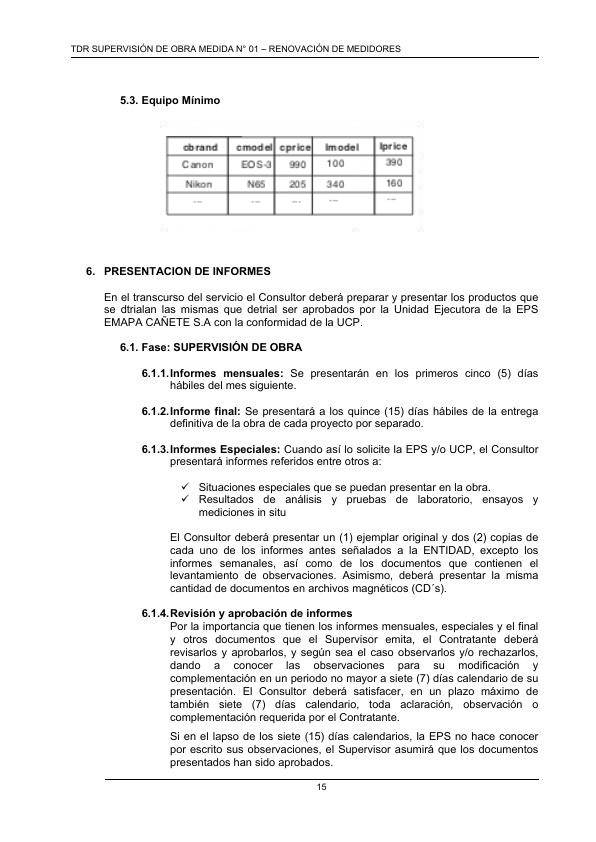 TDR SUPERVISIÓN DE OBRA MEDIDA N° 01 – RENOVACIÓN DE MEDIDORES
5.3. Equipo Mínimo
cbrand cmodel cprice lmodel lprice
Canon EOS-3 990 100 390
Nikon N65 205 340 160
... ... ... ... ...
6. PRESENTACION DE INFORMES
En el transcurso del servicio el Consultor deberá preparar y presentar los productos que
se dtrialan las mismas que detrial ser aprobados por la Unidad Ejecutora de la EPS
EMAPA CAÑETE S.A con la conformidad de la UCP.
6.1. Fase: SUPERVISIÓN DE OBRA
6.1.1. Informes mensuales: Se presentarán en los primeros cinco (5) días
hábiles del mes siguiente.
6.1.2. Informe final: Se presentará a los quince (15) días hábiles de la entrega
definitiva de la obra de cada proyecto por separado.
6.1.3. Informes Especiales: Cuando así lo solicite la EPS y/o UCP, el Consultor
presentará informes referidos entre otros a:
✓ Situaciones especiales que se puedan presentar en la obra.
✓ Resultados de análisis y pruebas de laboratorio, ensayos y
mediciones in situ
El Consultor deberá presentar un (1) ejemplar original y dos (2) copias de
cada uno de los informes antes señalados a la ENTIDAD, excepto los
informes semanales, así como de los documentos que contienen el
levantamiento de observaciones. Asimismo, deberá presentar la misma
cantidad de documentos en archivos magnéticos (CD´s).
6.1.4. Revisión y aprobación de informes
Por la importancia que tienen los informes mensuales, especiales y el final
y otros documentos que el Supervisor emita, el Contratante deberá
revisarlos y aprobarlos, y según sea el caso observarlos y/o rechazarlos,
dando a conocer las observaciones para su modificación y
complementación en un periodo no mayor a siete (7) días calendario de su
presentación. El Consultor deberá satisfacer, en un plazo máximo de
también siete (7) días calendario, toda aclaración, observación o
complementación requerida por el Contratante.
Si en el lapso de los siete (15) días calendarios, la EPS no hace conocer
por escrito sus observaciones, el Supervisor asumirá que los documentos
presentados han sido aprobados.
15